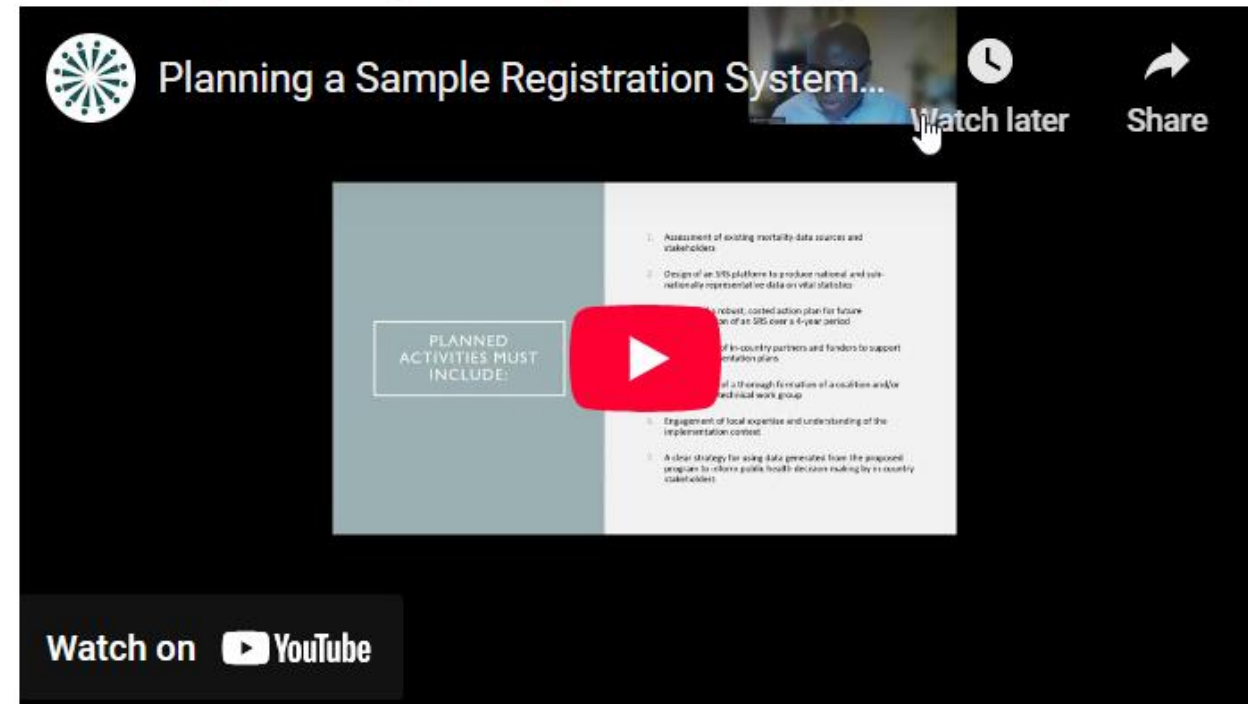 Planning a Sample Registration System...
Watch later
Share
PLANNED
ACTIVITIES MUST
INCLUDE:
1. Assessment of existing mortality data sources and
stakeholders
2. Design of an SRS platform to produce national and sub-
nationally representative data on vital statistics
robust, costed action plan for future
of an SRS over a 4-year period
of in-country partners and funders to support
plans
of a thorough formation of a coalition and/or
technical work group
6. Engagement of local expertise and understanding of the
implementation context
7. A clear strategy for using data generated from the proposed
program to inform public health decision making by in-country
stakeholders
Watch on YouTube